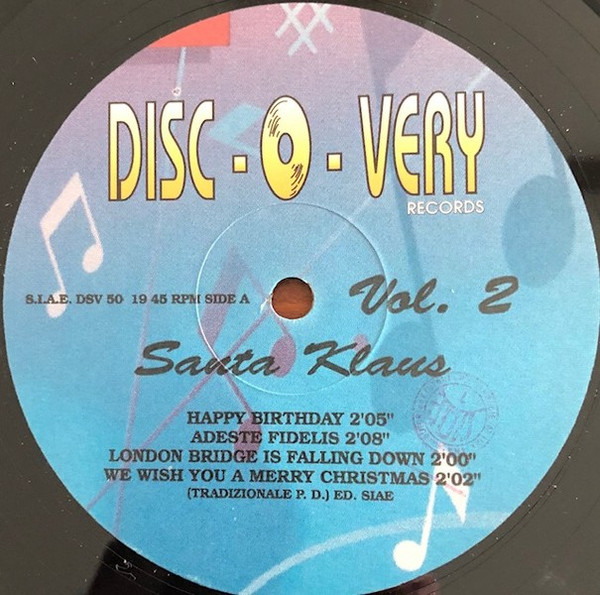 DISC-O-VERY
RECORDS
S.I.A.E. DSV 50 19 45 RPM SIDE A
Vol. 2
Santa Klaus
HAPPY BIRTHDAY 2'05"
ADESTE FIDELIS 2'08"
LONDON BRIDGE IS FALLING DOWN 2'00"
WE WISH YOU A MERRY CHRISTMAS 2'02"
(TRADIZIONALE P. D.) ED. SIAE